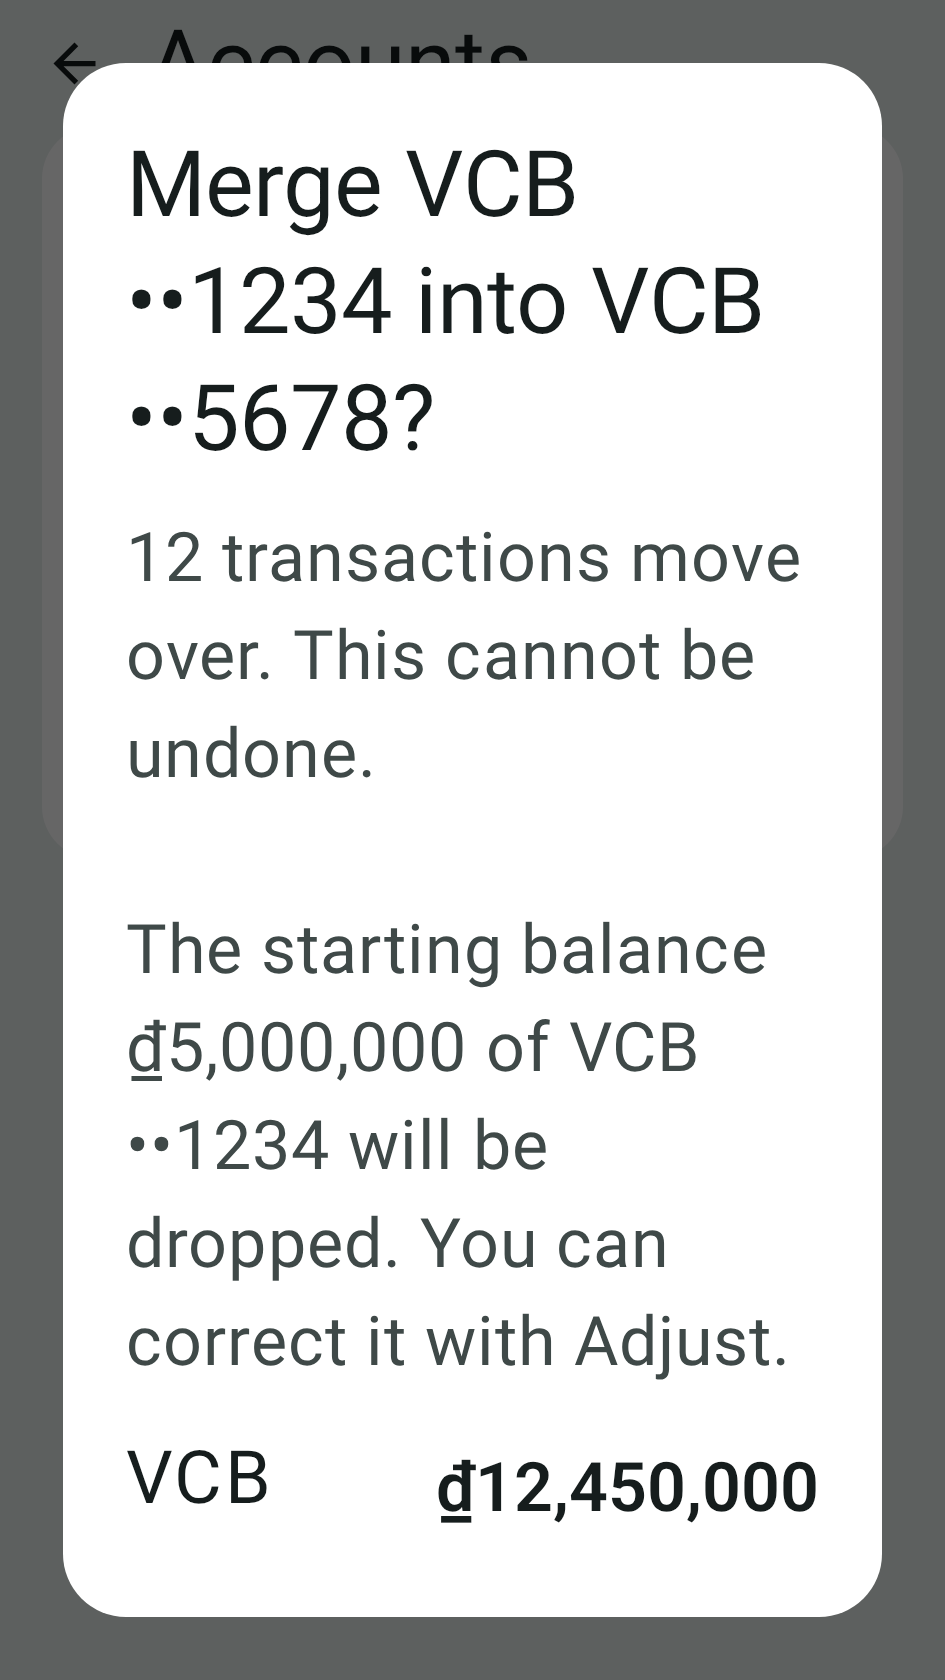 Accounts
Merge VCB
••1234 into VCB
••5678?
12 transactions move
over. This cannot be
undone.
The starting balance
₫5,000,000 of VCB
••1234 will be
dropped. You can
correct it with Adjust.
VCB ₫12,450,000